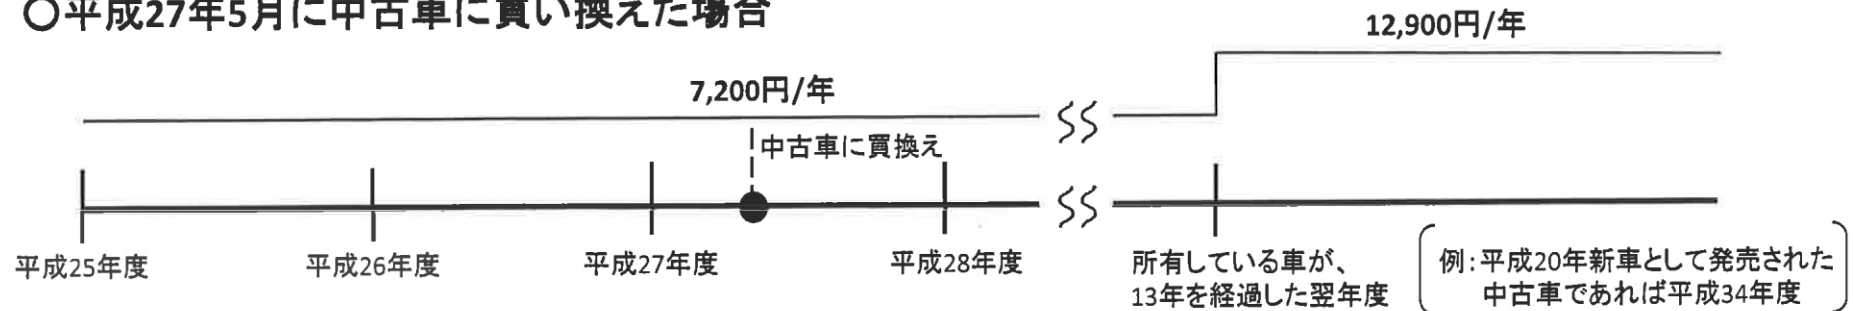 〇平成27年5月に中古車に買い換えた場合
12,900円/年
7,200円/年
中古車に買換え
平成25年度
平成26年度
平成27年度
平成28年度
所有している車が、
13年を経過した翌年度
例:平成20年新車として発売された
中古車であれば平成34年度